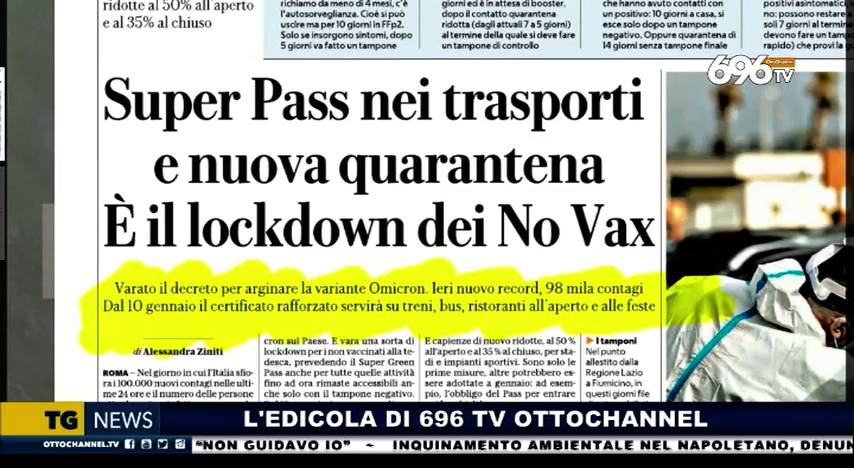 ridotte al 50% all'aperto
e al 35% al chiuso
richiamo da meno di 4 mesi, c'è
l'autosorveglianza. Cioè si può
uscire ma per 10 giorni in FFp2.
Solo se insorgono sintomi, dopo
5 giorni va fatto un tampone
giorni ed è in attesa di booster,
dopo il contatto quarantena
ridotta (dagli attuali 7 a 5 giorni)
al termine della quale si deve fare
un tampone di controllo
che hanno avuto contatti con
un positivo: 10 giorni a casa, si
esce solo dopo un tampone
negativo. Oppure quarantena di
14 giorni senza tampone finale
positivi asintomatici,
no: possono restare a
soli 7 giorni al termine
devono fare un tampo
rapido) che provi la g
696 TV
Super Pass nei trasporti
e nuova quarantena
È il lockdown dei No Vax
Varato il decreto per arginare la variante Omicron. Ieri nuovo record, 98 mila contagi
Dal 10 gennaio il certificato rafforzato servirà su treni, bus, ristoranti all'aperto e alle feste
di Alessandra Ziniti
ROMA – Nel giorno in cui l'Italia sfio-
ra i 100.000 nuovi contagi nelle ulti-
me 24 ore e il numero delle persone
cron sul Paese. E vara una sorta di
lockdown per i non vaccinati alla te-
desca, prevedendo il Super Green
Pass anche per tutte quelle attività
fino ad ora rimaste accessibili an-
che solo con il tampone negativo.
E capienze di nuovo ridotte, al 50%
all'aperto e al 35% al chiuso, per sta-
di e impianti sportivi. Sono solo le
prime misure, altre potrebbero es-
sere adottate a gennaio: ad esem-
pio, l'obbligo del Pass per entrare
I tamponi
Nel punto
allestito dalla
Regione Lazio
a Fiumicino, in
questi giorni file
TG NEWS
L'EDICOLA DI 696 TV OTTOCHANNEL
OTTOCHANNEL.TV
"NON GUIDAVO IO" ~ INQUINAMENTO AMBIENTALE NEL NAPOLETANO, DENUN